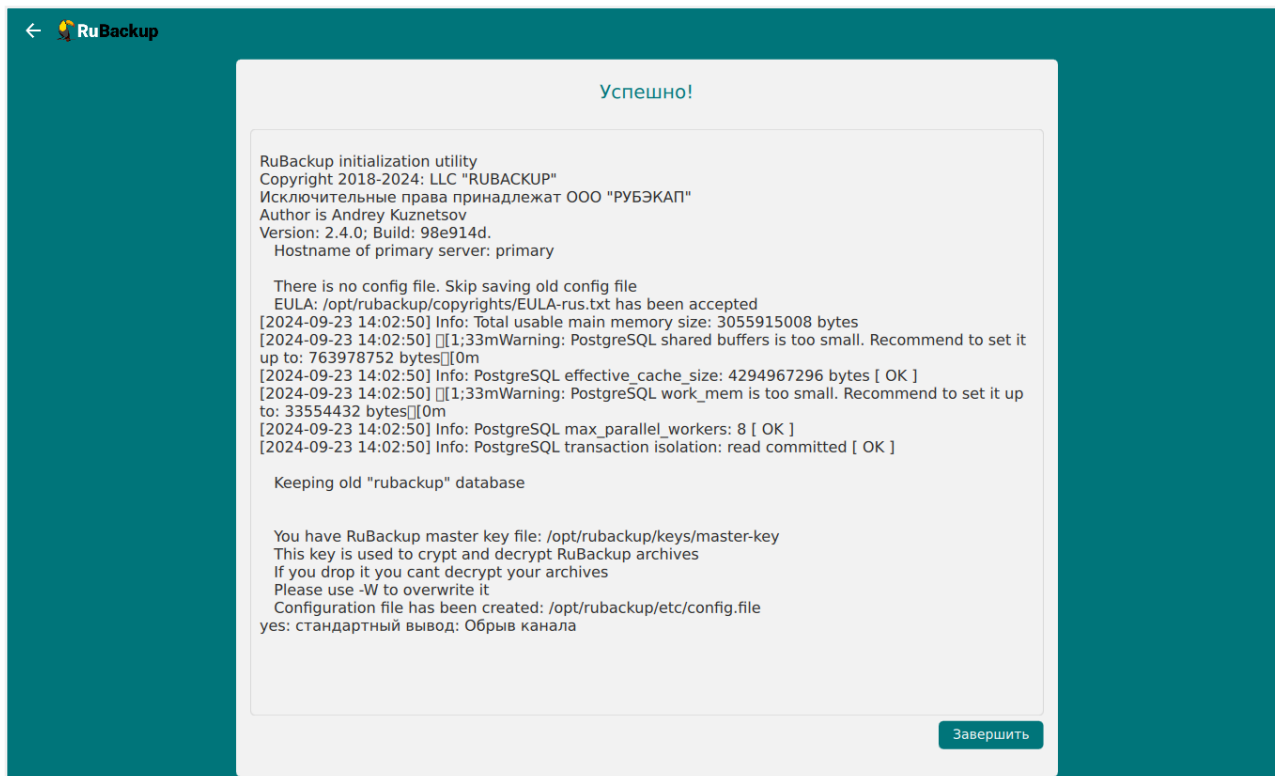 RuBackup
Успешно!
RuBackup initialization utility
Copyright 2018-2024: LLC "RUBACKUP"
Исключительные права принадлежат ООО "РУБЭКАП"
Author is Andrey Kuznetsov
Version: 2.4.0; Build: 98e914d.
Hostname of primary server: primary
There is no config file. Skip saving old config file
EULA: /opt/rubackup/copyrights/EULA-rus.txt has been accepted
[2024-09-23 14:02:50] Info: Total usable main memory size: 3055915008 bytes
[2024-09-23 14:02:50] [1;33mWarning: PostgreSQL shared buffers is too small. Recommend to set it
up to: 763978752 bytes[0m
[2024-09-23 14:02:50] Info: PostgreSQL effective_cache_size: 4294967296 bytes [ OK ]
[2024-09-23 14:02:50] [1;33mWarning: PostgreSQL work_mem is too small. Recommend to set it up
to: 33554432 bytes[0m
[2024-09-23 14:02:50] Info: PostgreSQL max_parallel_workers: 8 [ OK ]
[2024-09-23 14:02:50] Info: PostgreSQL transaction isolation: read committed [ OK ]
Keeping old "rubackup" database
You have RuBackup master key file: /opt/rubackup/keys/master-key
This key is used to crypt and decrypt RuBackup archives
If you drop it you cant decrypt your archives
Please use -W to overwrite it
Configuration file has been created: /opt/rubackup/etc/config.file
yes: стандартный вывод: Обрыв канала
Завершить